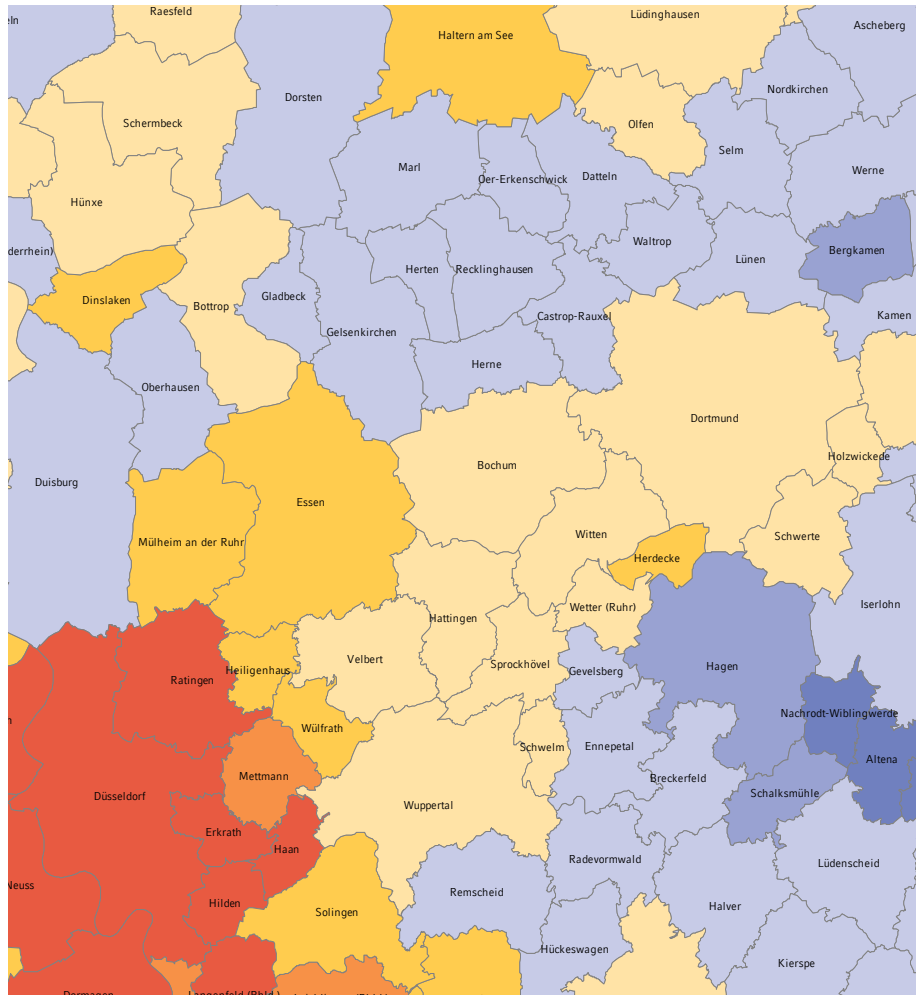 Raesfeld
Lüdinghausen
eln
Ascheberg
Haltern am See
Nordkirchen
Dorsten
Schermbeck
Olfen
Selm
Marl
Werne
Oer-Erkenschwick
Datteln
Hünxe
Waltrop
derrhein)
Bergkamen
Lünen
Herten
Recklinghausen
Gladbeck
Dinslaken
Bottrop
Kamen
Castrop-Rauxel
Gelsenkirchen
Herne
Oberhausen
Dortmund
Holzwickede
Bochum
Duisburg
Essen
Witten
Schwerte
Mülheim an der Ruhr
Herdecke
Iserlohn
Wetter (Ruhr)
Hattingen
Velbert
Sprockhövel
Hagen
Heiligenhaus
Gevelsberg
Ratingen
Nachrodt-Wiblingwerde
n
Wülfrath
Schwelm
Ennepetal
Altena
Mettmann
Breckerfeld
Schalksmühle
Düsseldorf
Wuppertal
Erkrath
Haan
Radevormwald
Lüdenscheid
Neuss
Remscheid
Hilden
Halver
Solingen
Hückeswagen
Kierspe
Dormagen